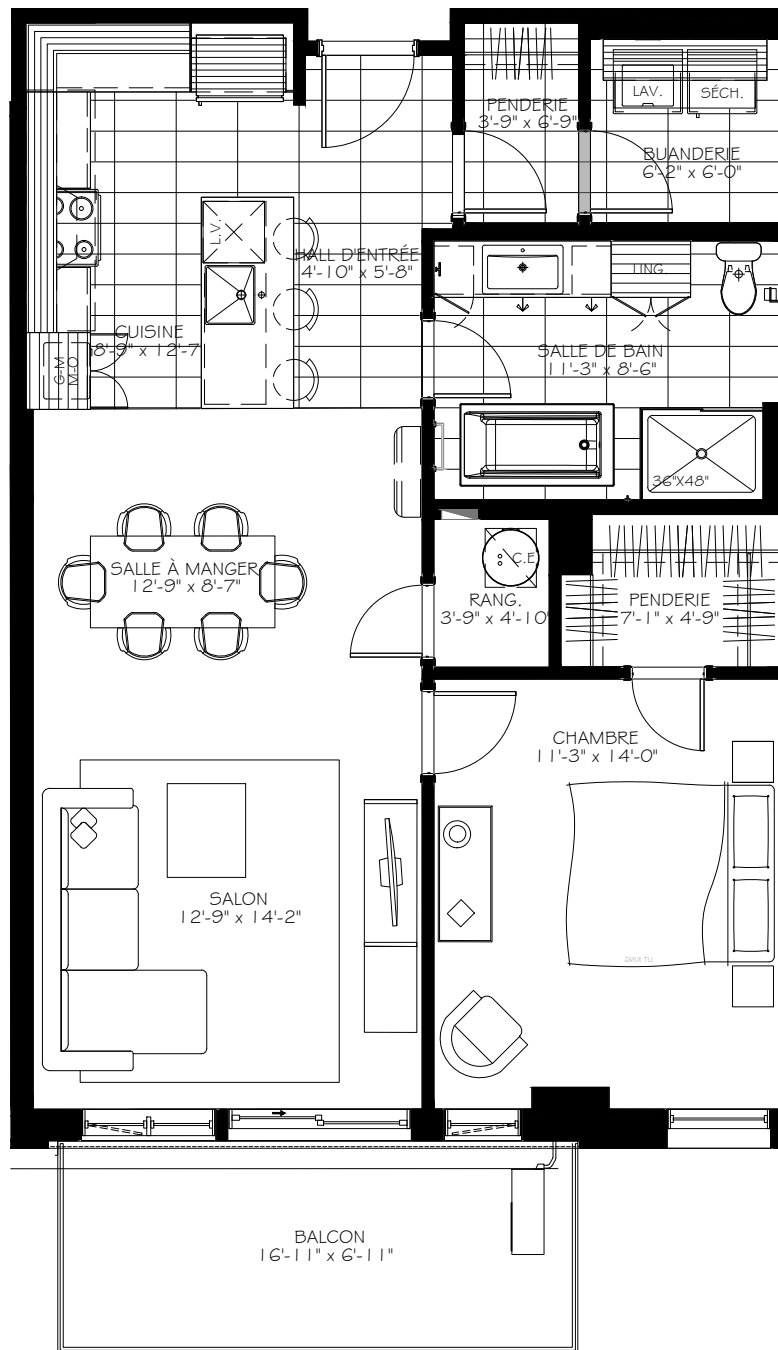 PENDERIE
3'-9" x 6'-9"
LAV.
SÉCH.
BUANDERIE
6'-2" x 6'-0"
L.V.
HALL D'ENTRÉE
4'-10" x 5'-8"
LING.
CUISINE
8'-9" x 12'-7
G-M
M-O
SALLE DE BAIN
11'-3" x 8'-6"
36"X48"
SALLE À MANGER
12'-9" x 8'-7"
C.E
RANG.
3'-9" x 4'-10"
PENDERIE
7'-1" x 4'-9"
CHAMBRE
11'-3" x 14'-0"
SALON
12'-9" x 14'-2"
LIT KING
BALCON
16'-11" x 6'-11"